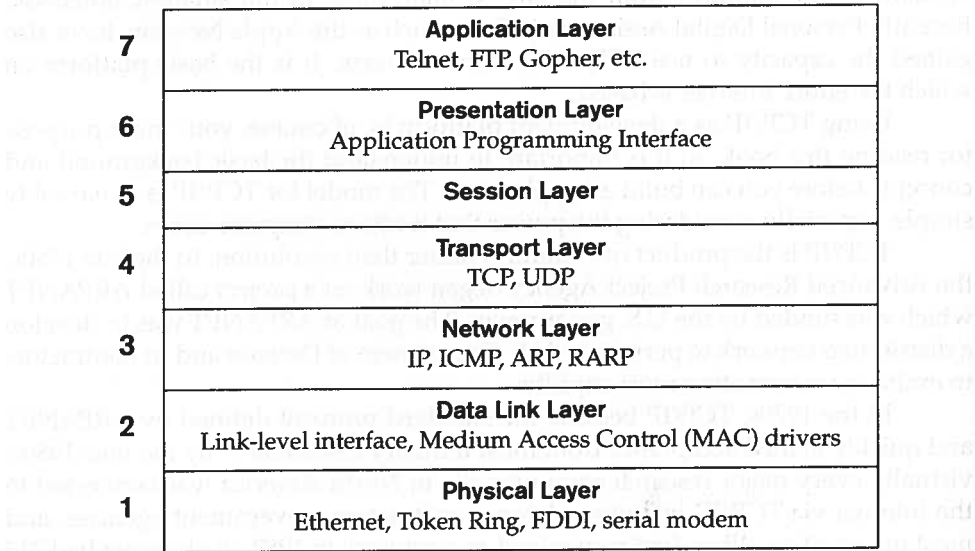 7
Application Layer
Telnet, FTP, Gopher, etc.
6
Presentation Layer
Application Programming Interface
5
Session Layer
4
Transport Layer
TCP, UDP
3
Network Layer
IP, ICMP, ARP, RARP
2
Data Link Layer
Link-level interface, Medium Access Control (MAC) drivers
1
Physical Layer
Ethernet, Token Ring, FDDI, serial modem